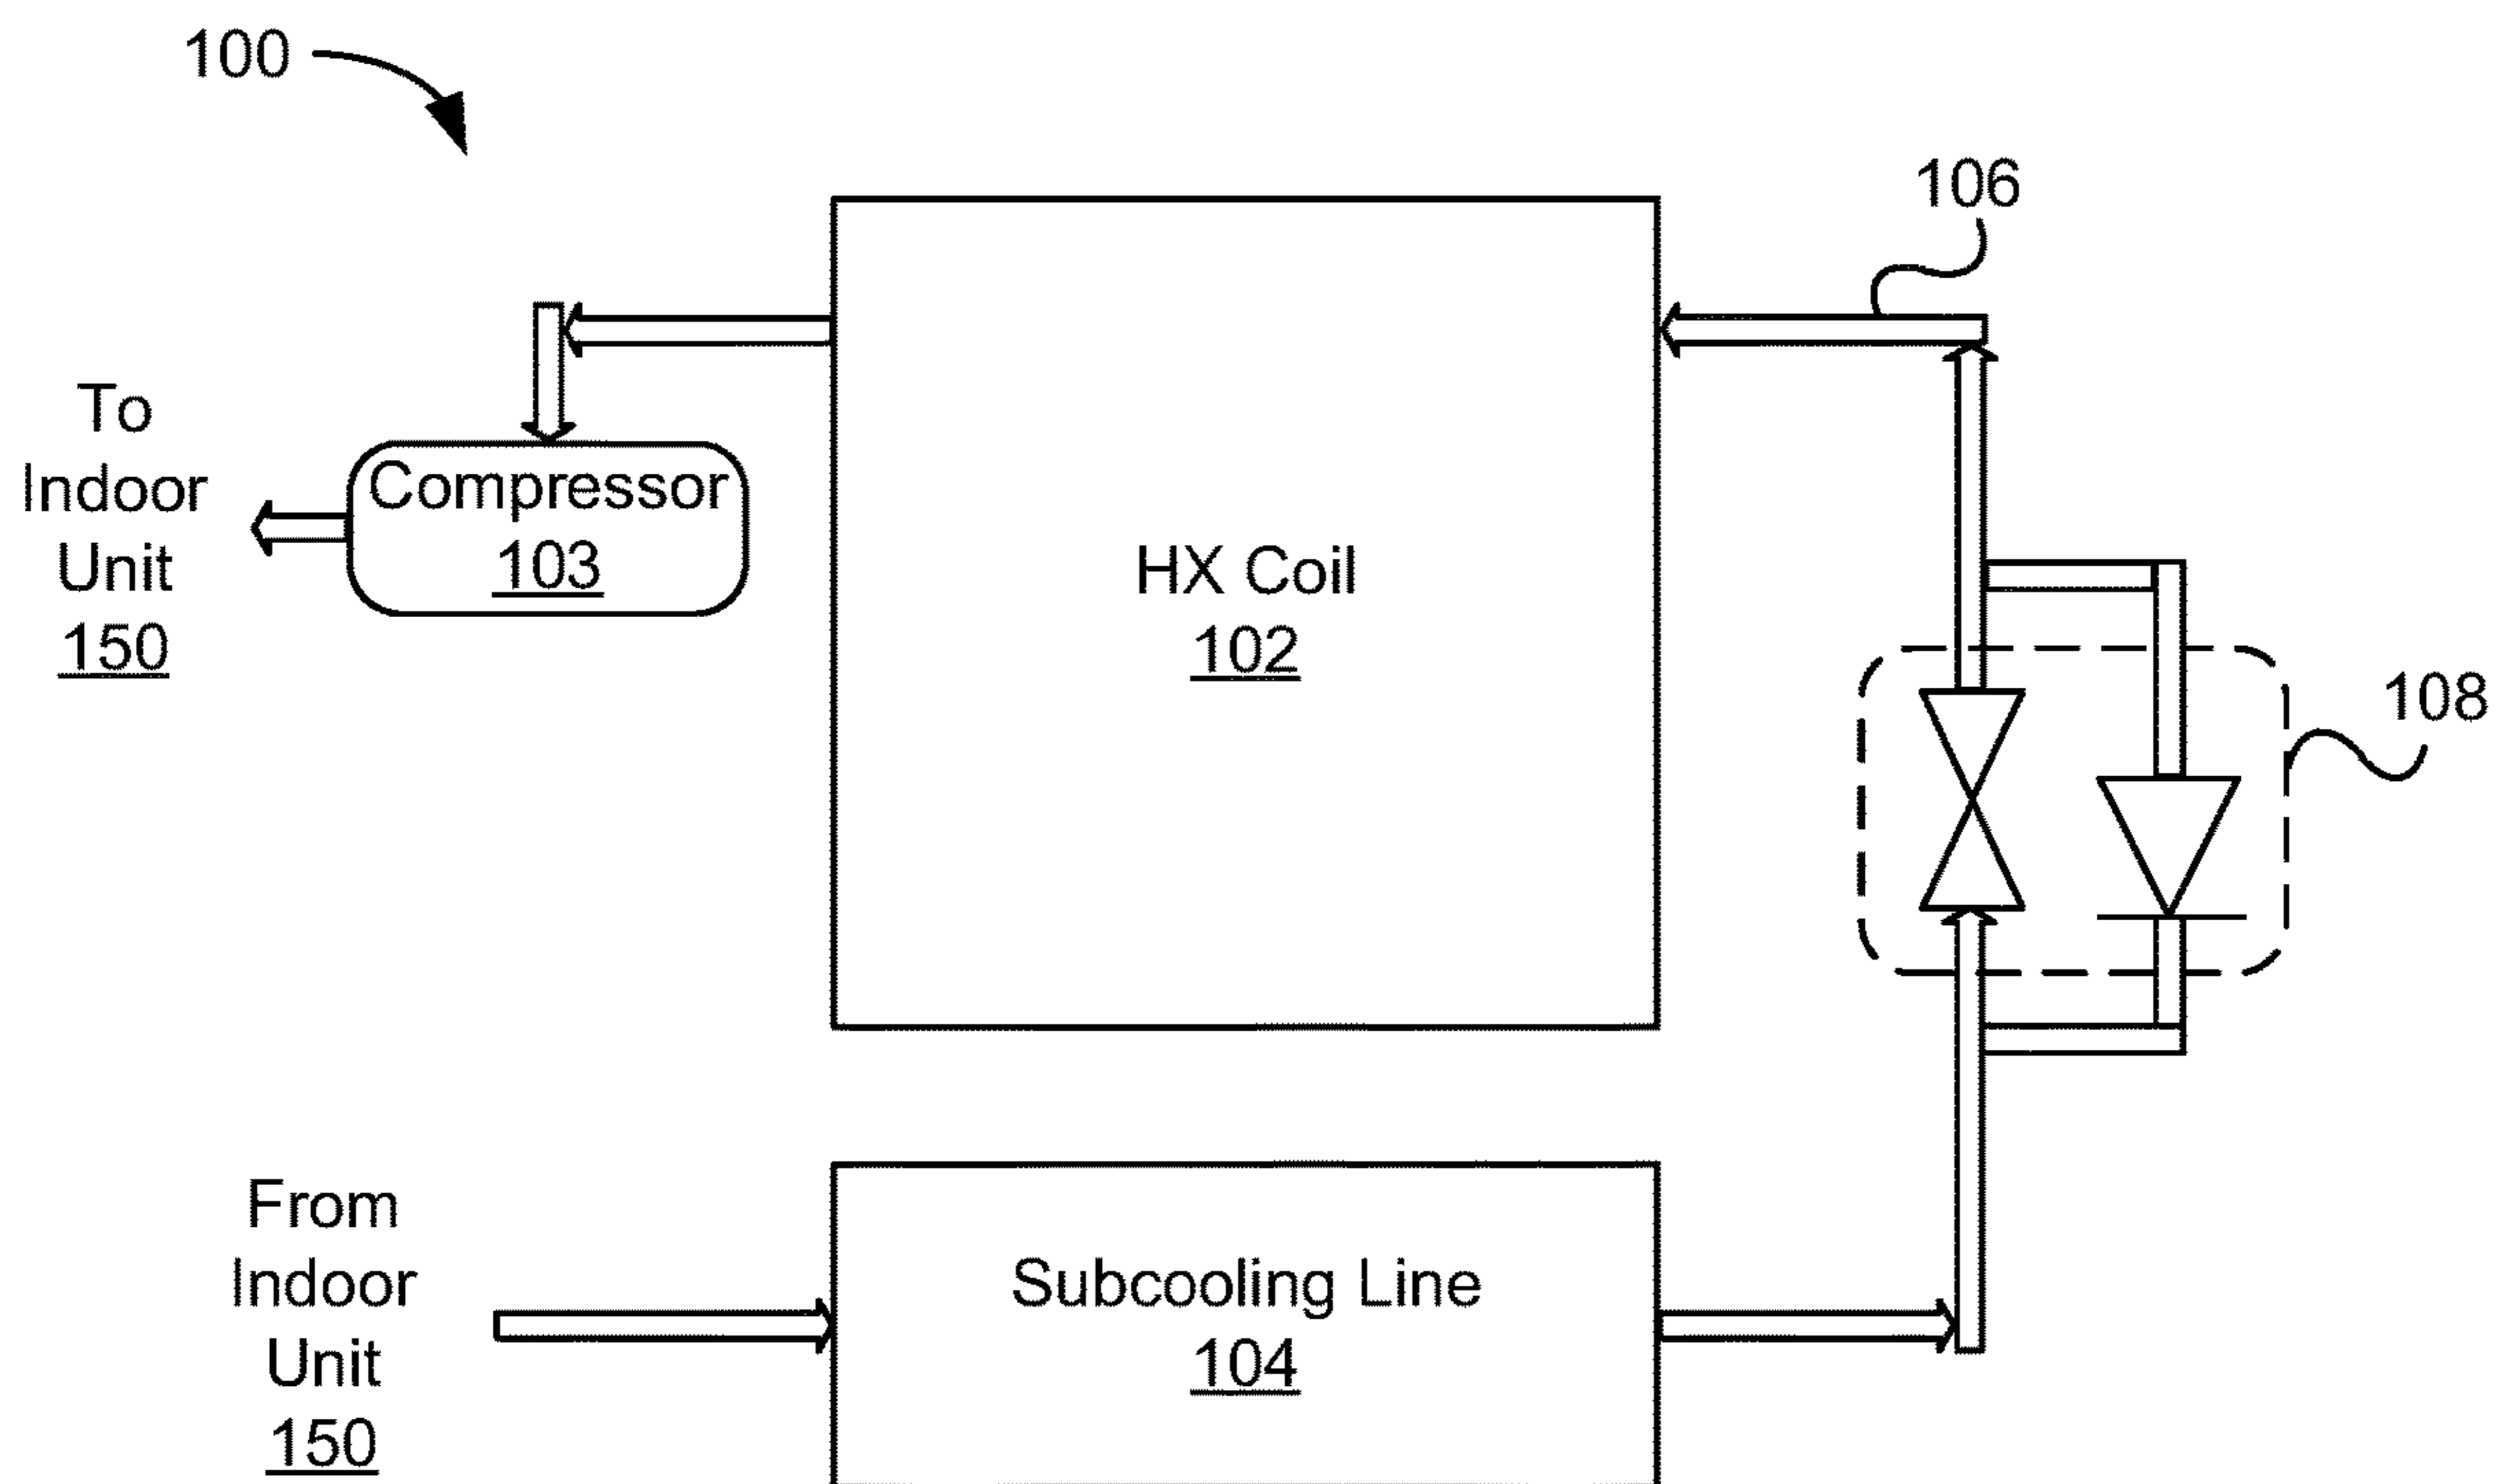 100
106
To
Indoor
Unit
150
Compressor
103
HX Coil
102
108
From
Indoor
Unit
150
Subcooling Line
104